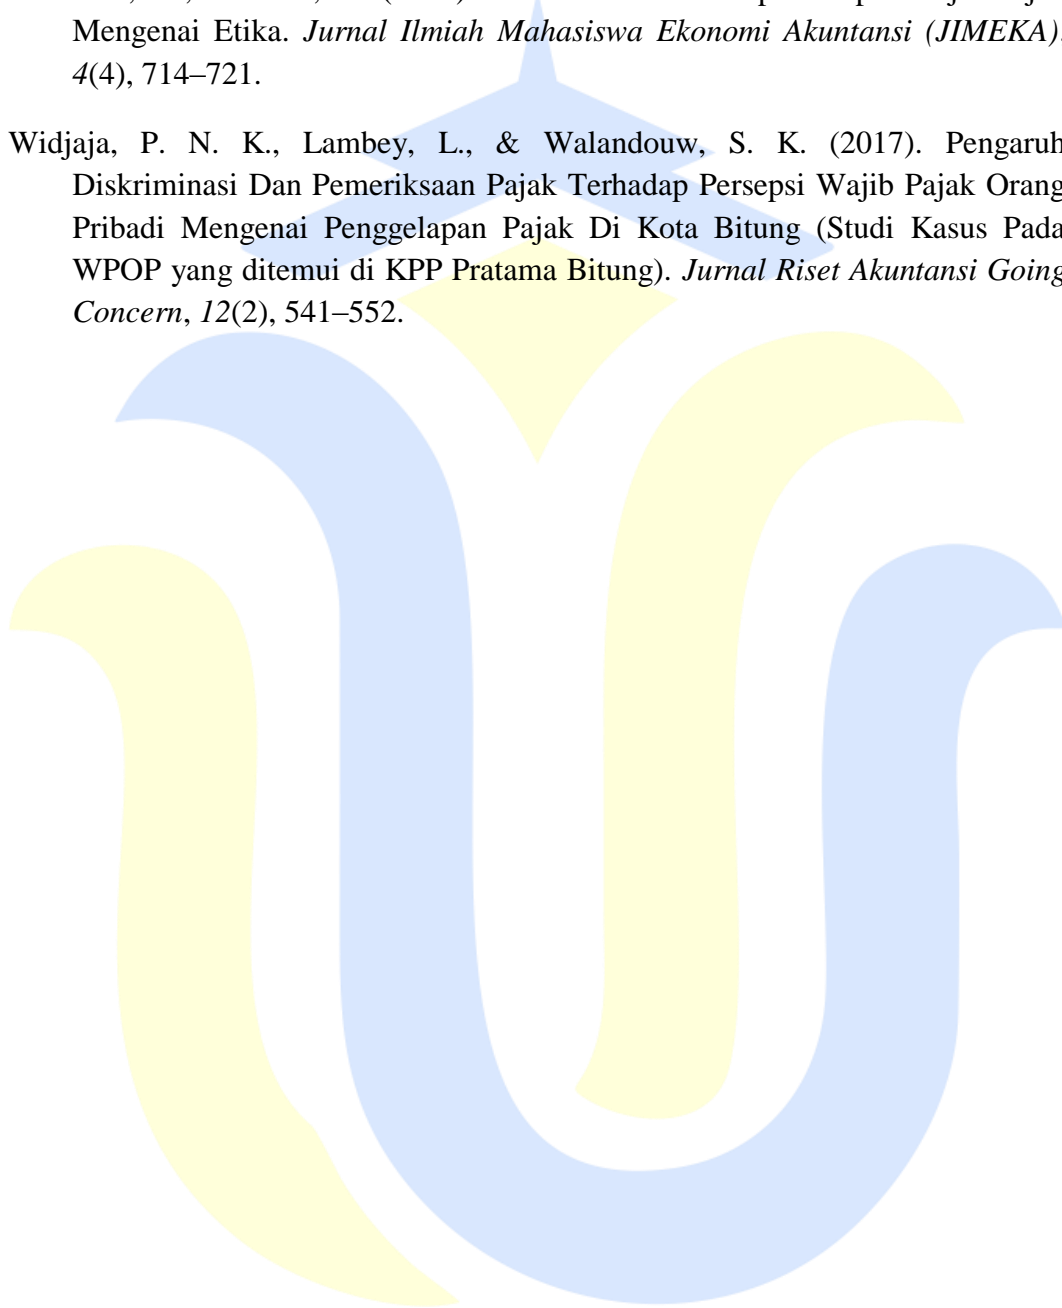 Mengenai Etika. Jurnal Ilmiah Mahasiswa Ekonomi Akuntansi (JIMEKA).
4(4), 714–721.
Widjaja, P. N. K., Lambey, L., & Walandouw, S. K. (2017). Pengaruh
Diskriminasi Dan Pemeriksaan Pajak Terhadap Persepsi Wajib Pajak Orang
Pribadi Mengenai Penggelapan Pajak Di Kota Bitung (Studi Kasus Pada
WPOP yang ditemui di KPP Pratama Bitung). Jurnal Riset Akuntansi Going
Concern, 12(2), 541–552.